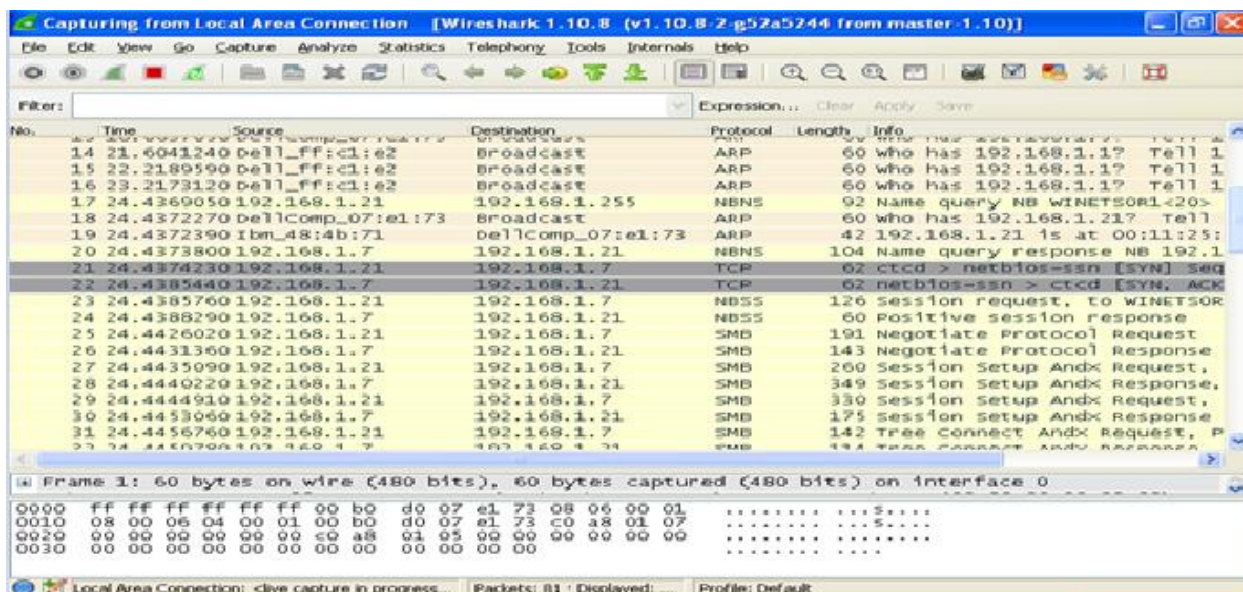 Capturing from Local Area Connection [Wireshark 1.10.8 (v1.10.8-2-g52a5244 from master-1.10)]
File Edit View Go Capture Analyze Statistics Telephony Tools Internals Help
Filter: Expression... Clear Apply Save
No. Time Source Destination Protocol Length Info
14 21.6041240 Dell_ff:c1:e2 Broadcast ARP 60 who has 192.168.1.1? Tell 1
15 22.2189590 Dell_ff:c1:e2 Broadcast ARP 60 who has 192.168.1.1? Tell 1
16 23.2173120 Dell_ff:c1:e2 Broadcast ARP 60 who has 192.168.1.1? Tell 1
17 24.4369050 192.168.1.21 192.168.1.255 NBNS 92 Name query NB WINETSOR1<20>
18 24.4372270 DellComp_07:e1:73 Broadcast ARP 60 who has 192.168.1.21? Tell
19 24.4372390 Ibm_48:4b:71 DellComp_07:e1:73 ARP 42 192.168.1.21 is at 00:11:25:
20 24.4373800 192.168.1.7 192.168.1.21 NBNS 104 Name query response NB 192.1
21 24.4374230 192.168.1.21 192.168.1.7 TCP 62 ctcd > netbios-ssn [SYN] Seq
22 24.4385440 192.168.1.7 192.168.1.21 TCP 62 netbios-ssn > ctcd [SYN, ACK
23 24.4385760 192.168.1.21 192.168.1.7 NBSS 126 Session request, to WINETSOR
24 24.4388290 192.168.1.7 192.168.1.21 NBSS 60 Positive session response
25 24.4426020 192.168.1.21 192.168.1.7 SMB 191 Negotiate Protocol Request
26 24.4431360 192.168.1.7 192.168.1.21 SMB 143 Negotiate Protocol Response
27 24.4435090 192.168.1.21 192.168.1.7 SMB 260 Session Setup AndX Request,
28 24.4440220 192.168.1.7 192.168.1.21 SMB 349 Session Setup AndX Response,
29 24.4444910 192.168.1.21 192.168.1.7 SMB 330 Session Setup AndX Request,
30 24.4453060 192.168.1.7 192.168.1.21 SMB 175 Session Setup AndX Response
31 24.4456760 192.168.1.21 192.168.1.7 SMB 142 Tree Connect AndX Request, P
Frame 1: 60 bytes on wire (480 bits), 60 bytes captured (480 bits) on interface 0
0000 ff ff ff ff ff ff 00 b0 d0 07 e1 73 08 06 00 01 ........ ...s....
0010 08 00 06 04 00 01 00 b0 d0 07 e1 73 c0 a8 01 07 ........ ...s....
0020 00 00 00 00 00 00 c0 a8 01 05 00 00 00 00 00 00 ........ ........
0030 00 00 00 00 00 00 00 00 00 00 00 00 ........ ....
Local Area Connection: <live capture in progress... Packets: 81 · Displayed: ... Profile: Default